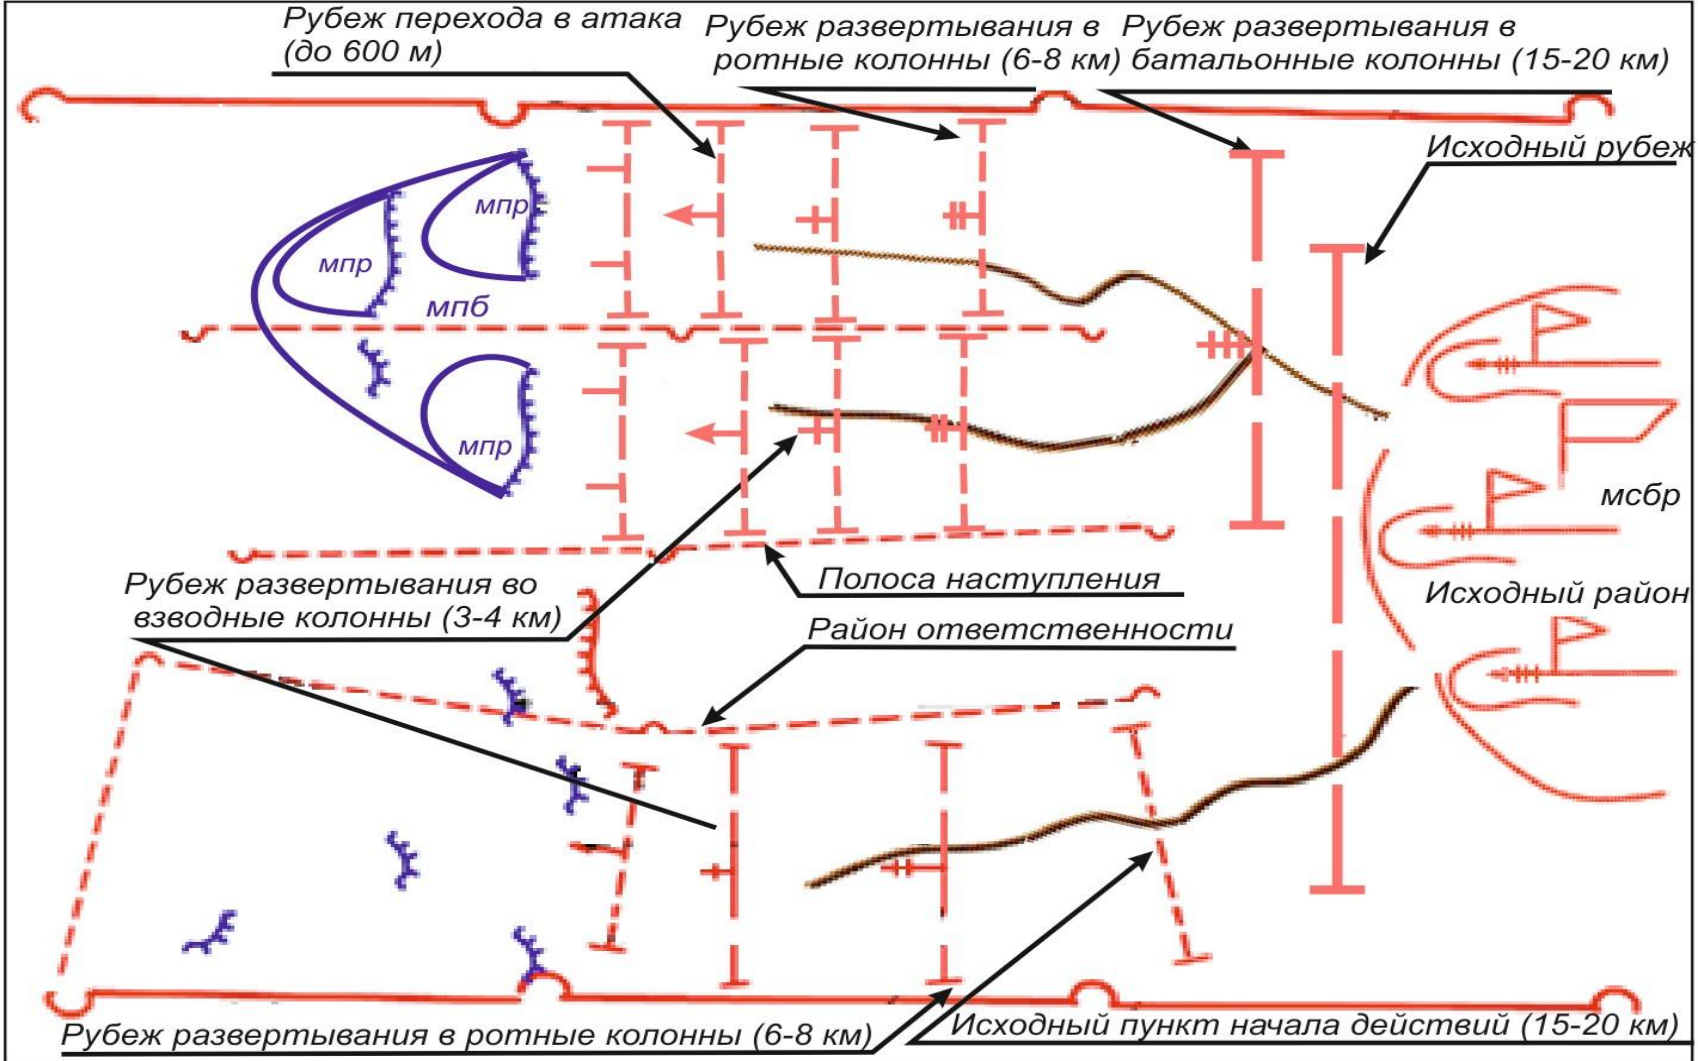 Рубеж перехода в атака
(до 600 м)
Рубеж развертывания в
ротные колонны (6-8 км)
Рубеж развертывания в
батальонные колонны (15-20 км)
Исходный рубеж
мпр
мпр
мпб
мпр
мсбр
Исходный район
Полоса наступления
Рубеж развертывания во
взводные колонны (3-4 км)
Район ответственности
Рубеж развертывания в ротные колонны (6-8 км)
Исходный пункт начала действий (15-20 км)